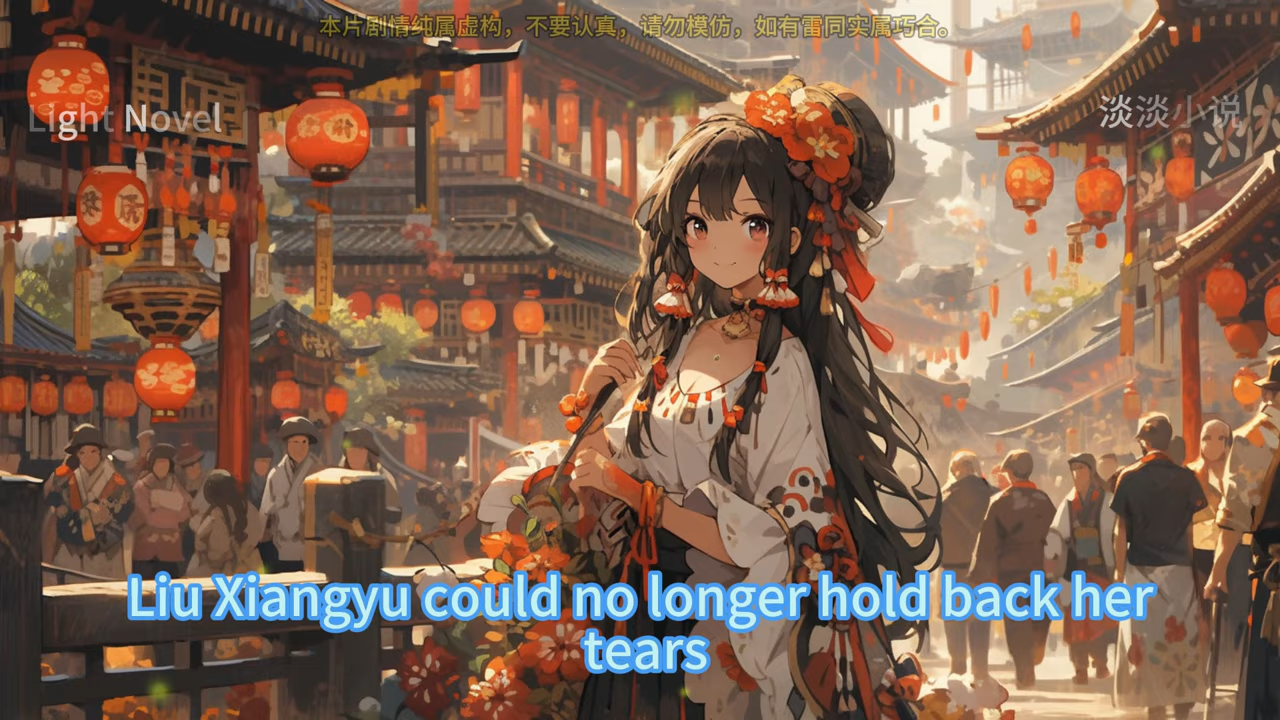 本片剧情纯属虚构，不要认真，请勿模仿，如有雷同实属巧合。
Light Novel
淡淡小说
Liu Xiangyu could no longer hold back her
tears